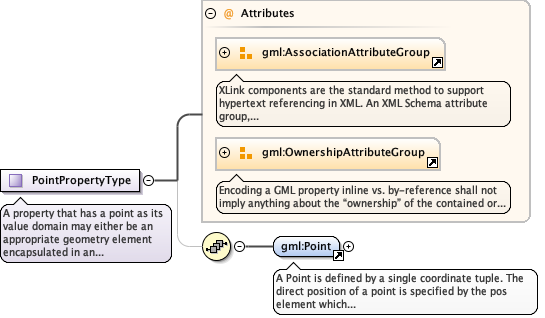 @ Attributes
gml:AssociationAttributeGroup
XLink components are the standard method to support
hypertext referencing in XML. An XML Schema attribute
group,...
gml:OwnershipAttributeGroup
Encoding a GML property inline vs. by-reference shall not
imply anything about the “ownership” of the contained or...
PointPropertyType
A property that has a point as its
value domain may either be an
appropriate geometry element
encapsulated in an...
gml:Point
A Point is defined by a single coordinate tuple. The
direct position of a point is specified by the pos
element which...